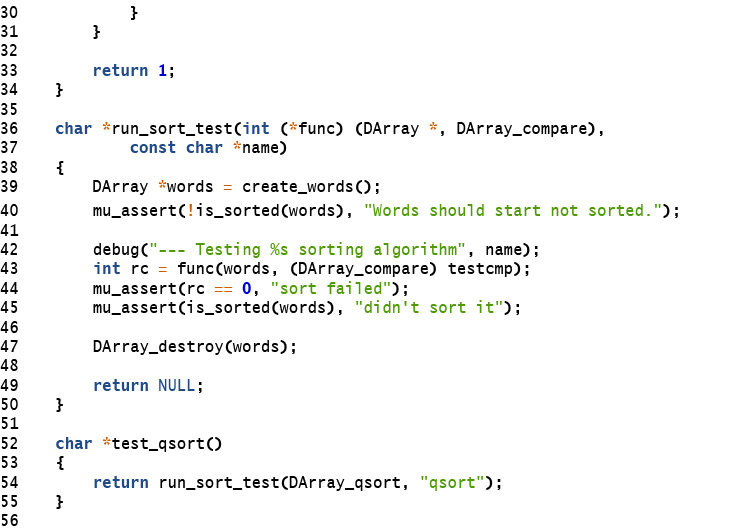 30            }
31        }
32
33        return 1;
34    }
35
36    char *run_sort_test(int (*func) (DArray *, DArray_compare),
37            const char *name)
38    {
39        DArray *words = create_words();
40        mu_assert(!is_sorted(words), "Words should start not sorted.");
41
42        debug("--- Testing %s sorting algorithm", name);
43        int rc = func(words, (DArray_compare) testcmp);
44        mu_assert(rc == 0, "sort failed");
45        mu_assert(is_sorted(words), "didn't sort it");
46
47        DArray_destroy(words);
48
49        return NULL;
50    }
51
52    char *test_qsort()
53    {
54        return run_sort_test(DArray_qsort, "qsort");
55    }
56